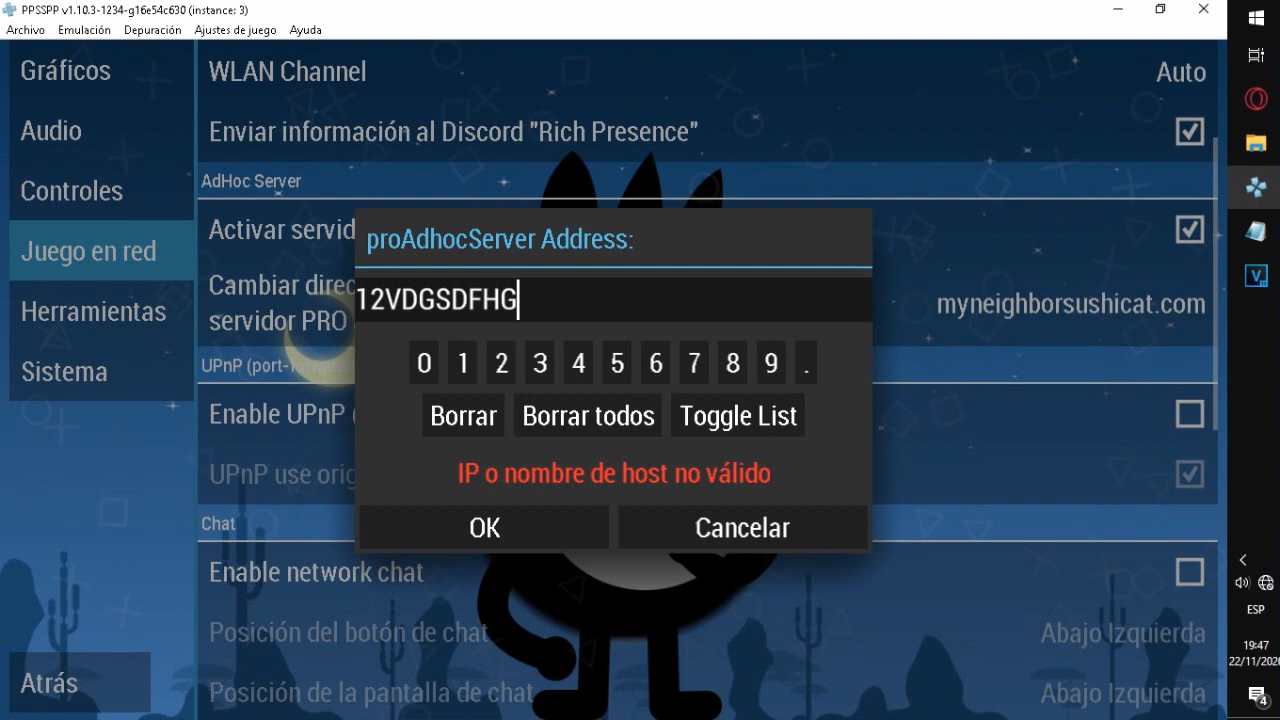 PPSSPP v1.10.3-1234-g16e54c630 (instance: 3)
Archivo Emulación Depuración Ajustes de juego Ayuda
Gráficos
Audio
Controles
Juego en red
Herramientas
Sistema
Atrás
WLAN Channel Auto
Enviar información al Discord "Rich Presence"
AdHoc Server
Activar servid
Cambiar direc
servidor PRO
myneighborsushicat.com
UPnP (port-forw
Enable UPnP (
UPnP use orig
Chat
Enable network chat
Posición del botón de chat Abajo Izquierda
Posición de la pantalla de chat Abajo Izquierda
proAdhocServer Address:
12VDGSDFHG
0 1 2 3 4 5 6 7 8 9 .
Borrar Borrar todos Toggle List
IP o nombre de host no válido
OK Cancelar
ESP
19:47
22/11/2020
4